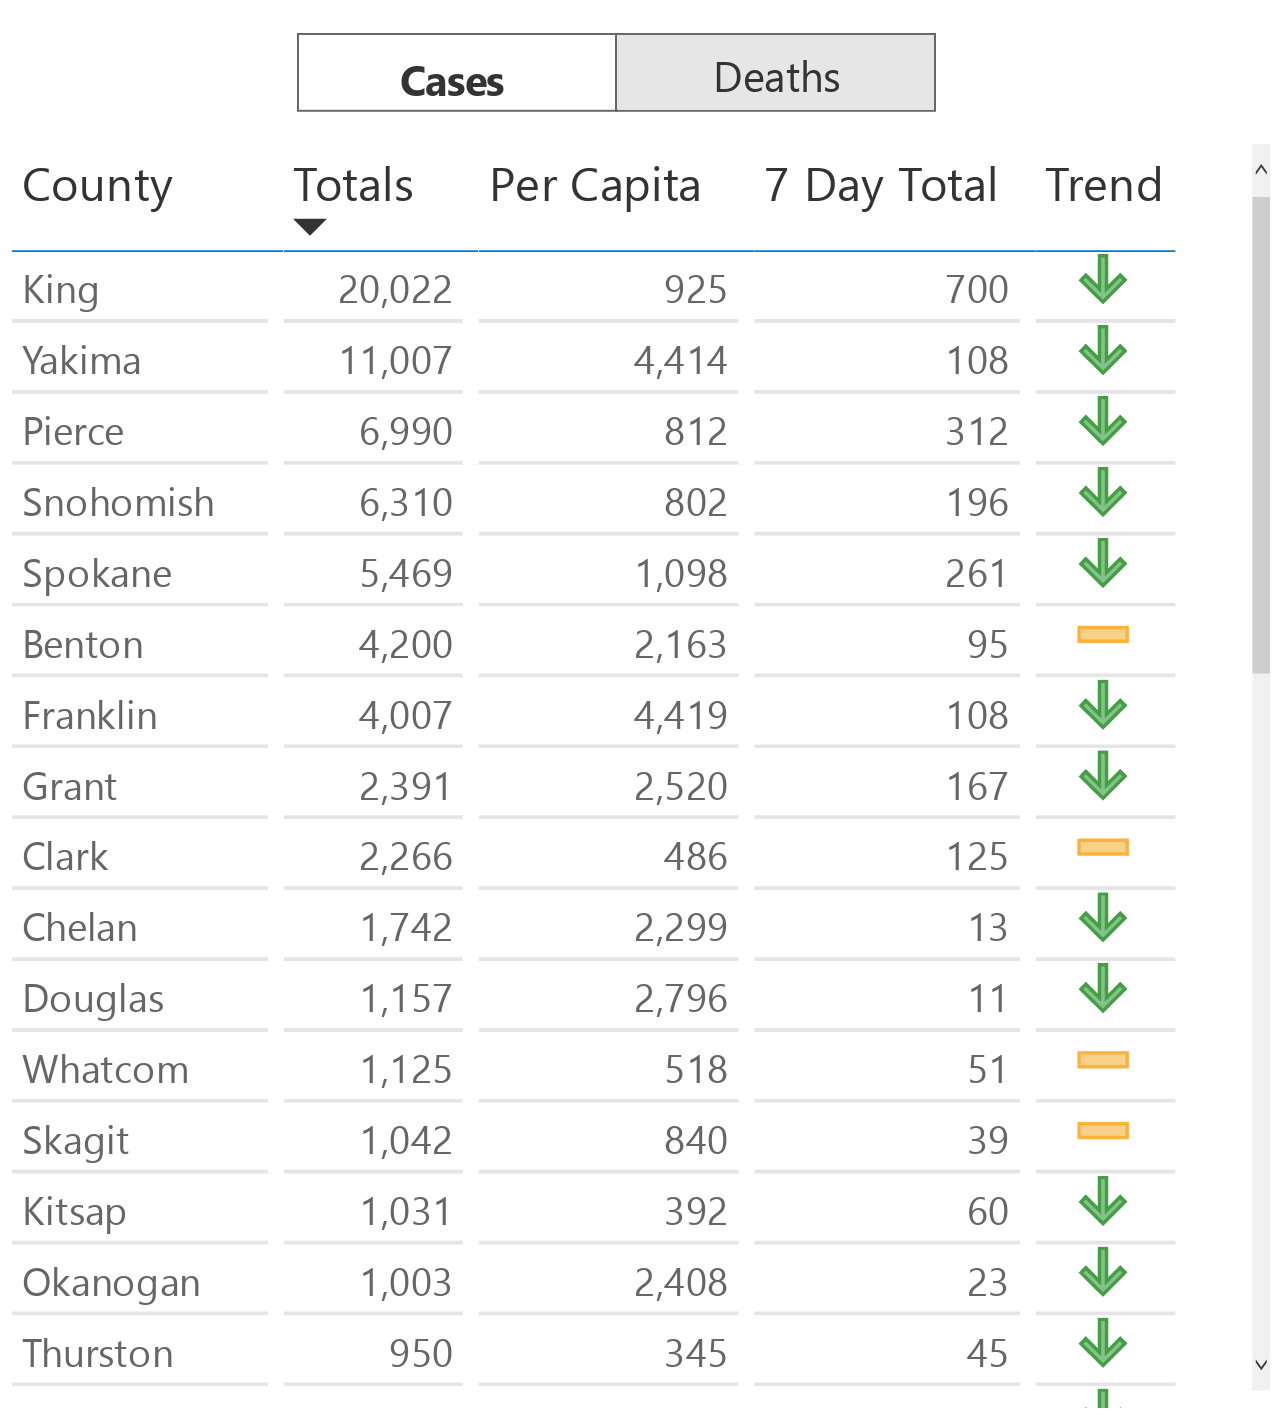 Cases Deaths
County Totals Per Capita 7 Day Total Trend
King 20,022 925 700
Yakima 11,007 4,414 108
Pierce 6,990 812 312
Snohomish 6,310 802 196
Spokane 5,469 1,098 261
Benton 4,200 2,163 95
Franklin 4,007 4,419 108
Grant 2,391 2,520 167
Clark 2,266 486 125
Chelan 1,742 2,299 13
Douglas 1,157 2,796 11
Whatcom 1,125 518 51
Skagit 1,042 840 39
Kitsap 1,031 392 60
Okanogan 1,003 2,408 23
Thurston 950 345 45